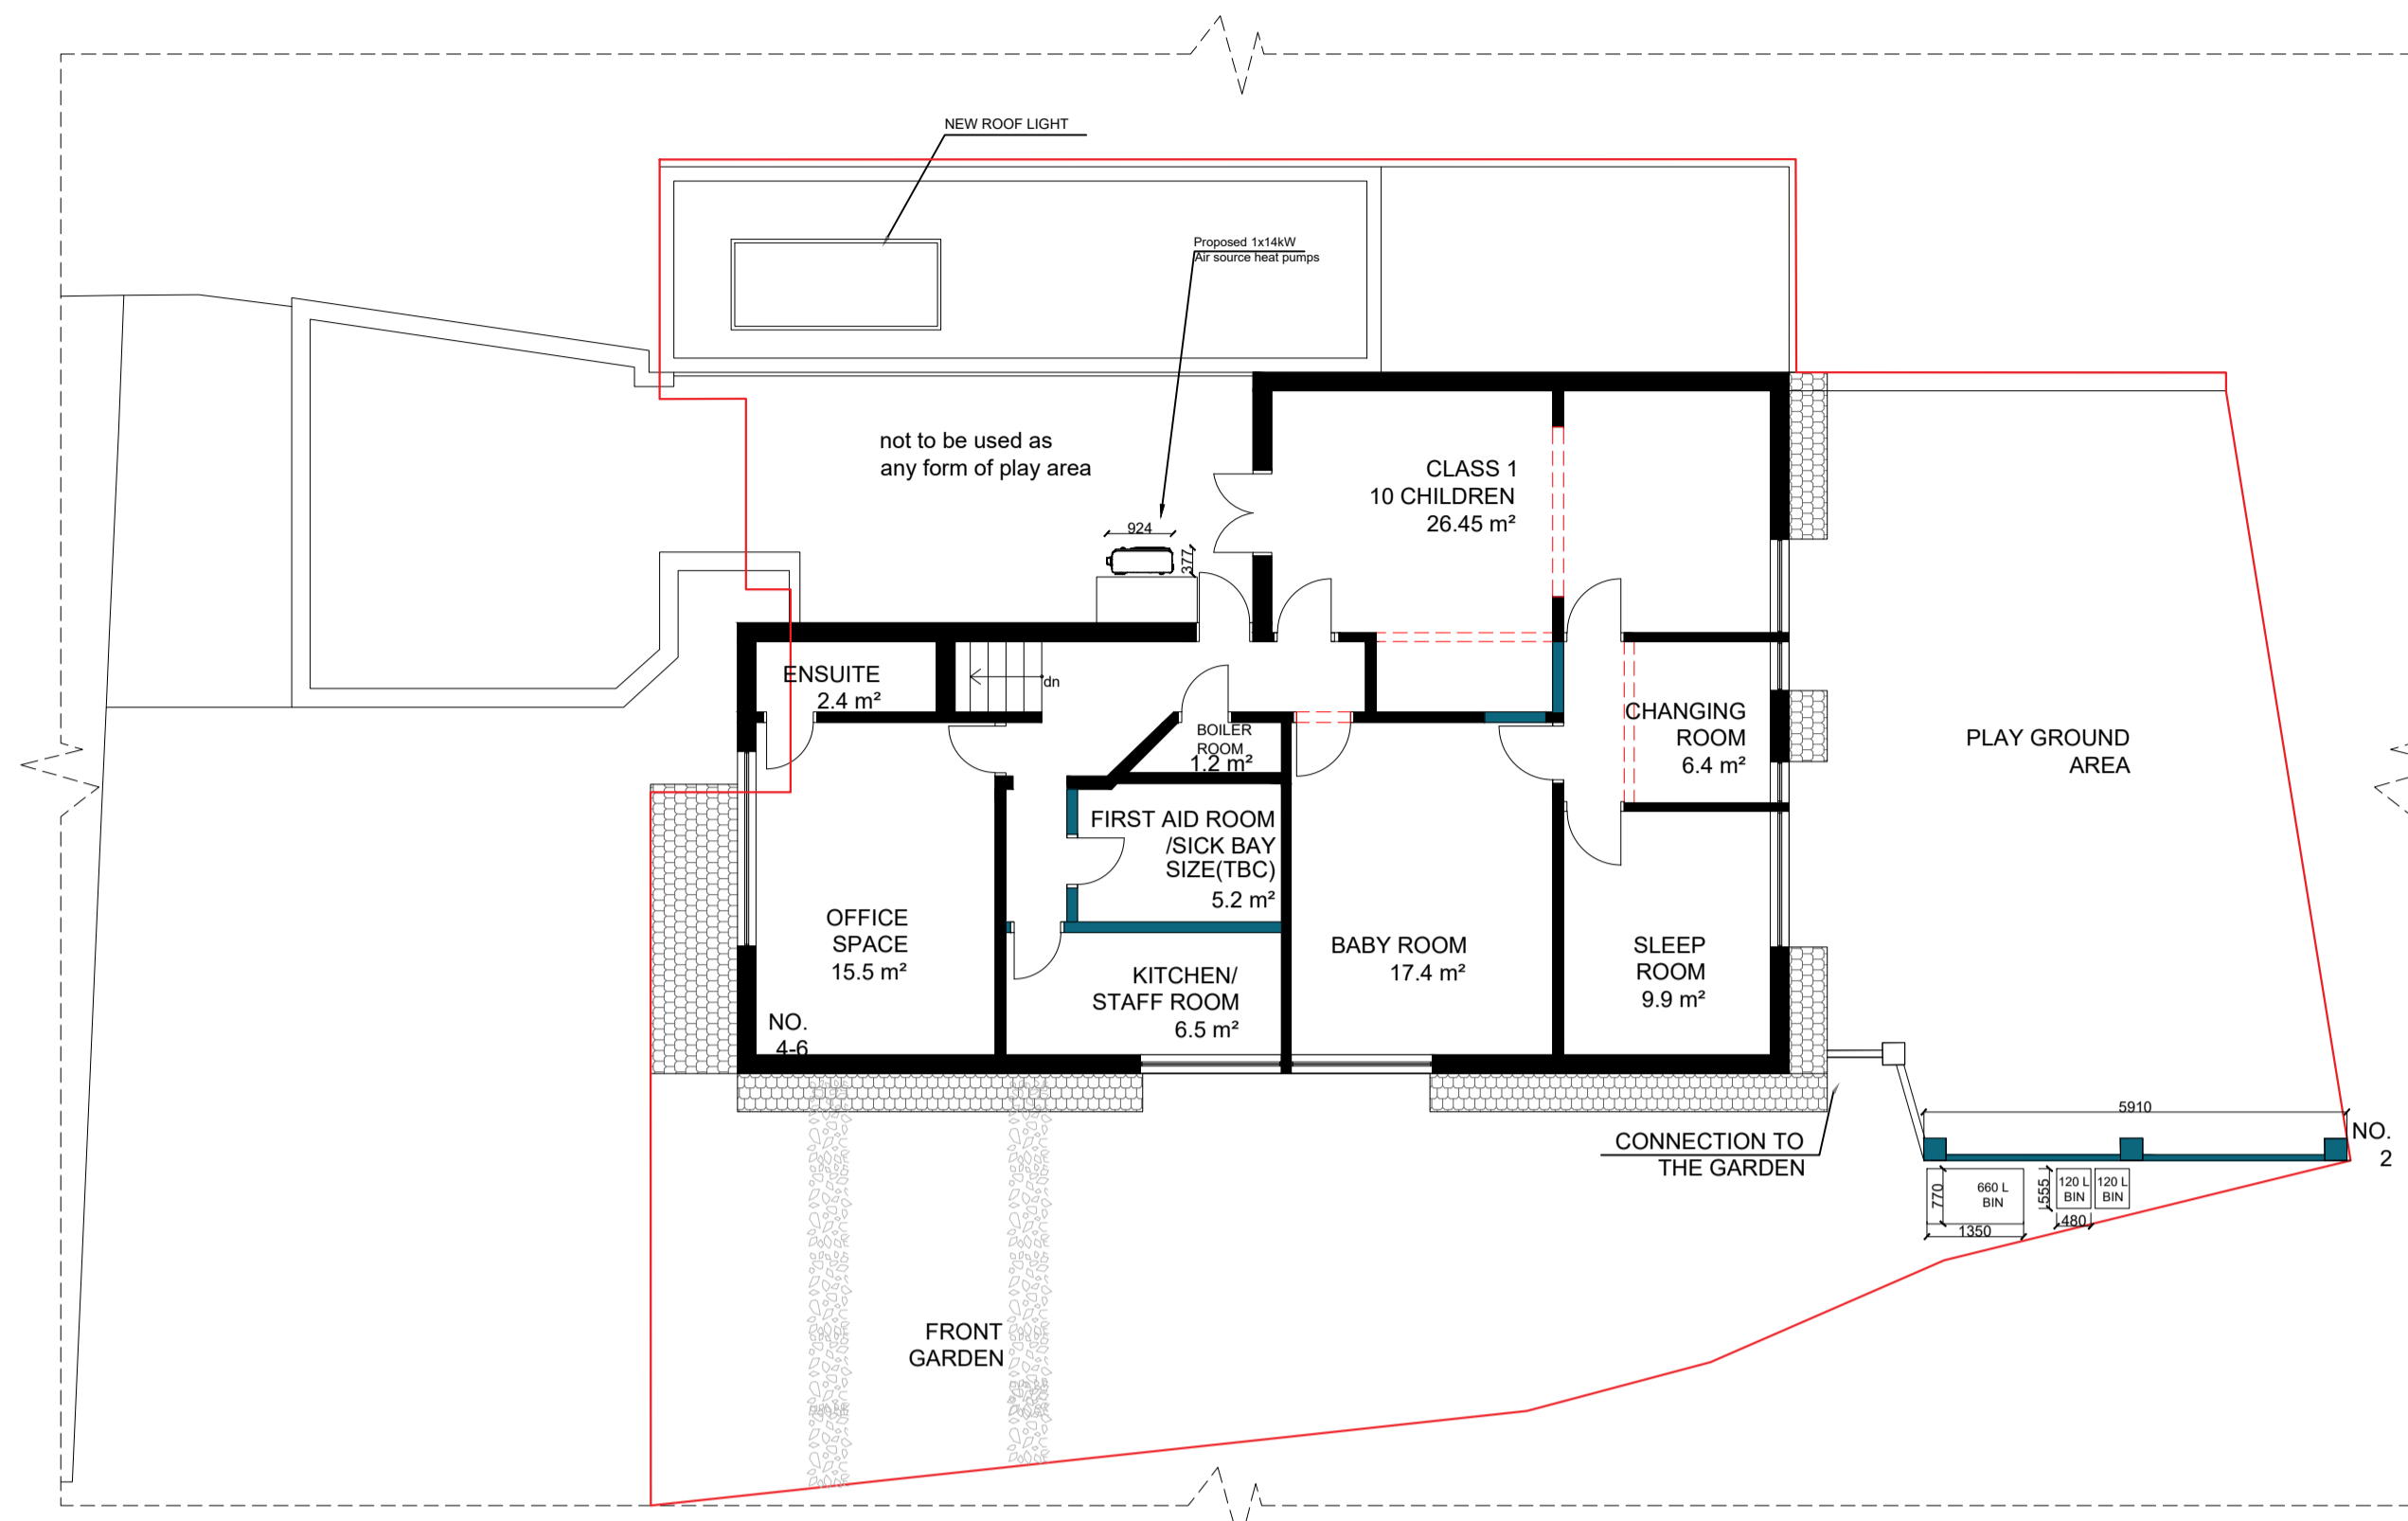 NEW ROOF LIGHT
Proposed 1x14kW
Air source heat pumps
not to be used as
any form of play area
924
377
CLASS 1
10 CHILDREN
26.45 m²
ENSUITE
2.4 m²
dn
BOILER
ROOM
1.2 m²
CHANGING
ROOM
6.4 m²
PLAY GROUND
AREA
FIRST AID ROOM
/SICK BAY
SIZE(TBC)
5.2 m²
OFFICE
SPACE
15.5 m²
BABY ROOM
17.4 m²
SLEEP
ROOM
9.9 m²
KITCHEN/
STAFF ROOM
6.5 m²
NO.
4-6
CONNECTION TO
THE GARDEN
5910
NO.
2
770
660 L
BIN
1350
555
120 L
BIN
120 L
BIN
480
FRONT
GARDEN